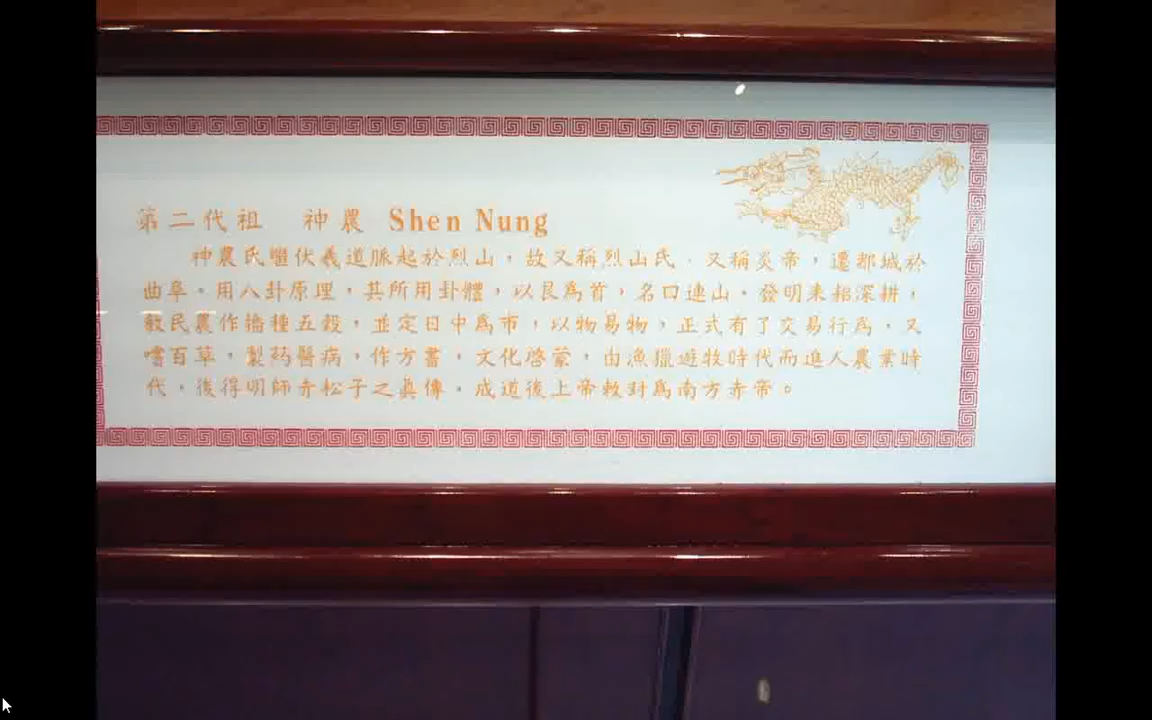 第二代祖 神農 Shen Nung
神農氏繼伏羲道脈起於烈山，故又稱烈山氏．又稱炎帝，遷都城於
曲阜。用八卦原理，其所用卦體，以艮為首，名曰連山。發明耒耜深耕，
教民農作播種五穀，並定日中為市，以物易物，正式有了交易行為。又
嚐百草，製药醫病，作方書，文化啓蒙，由漁獵遊牧時代而進入農業時
代。後得明師赤松子之眞傳。成道後上帝敕封為南方赤帝。